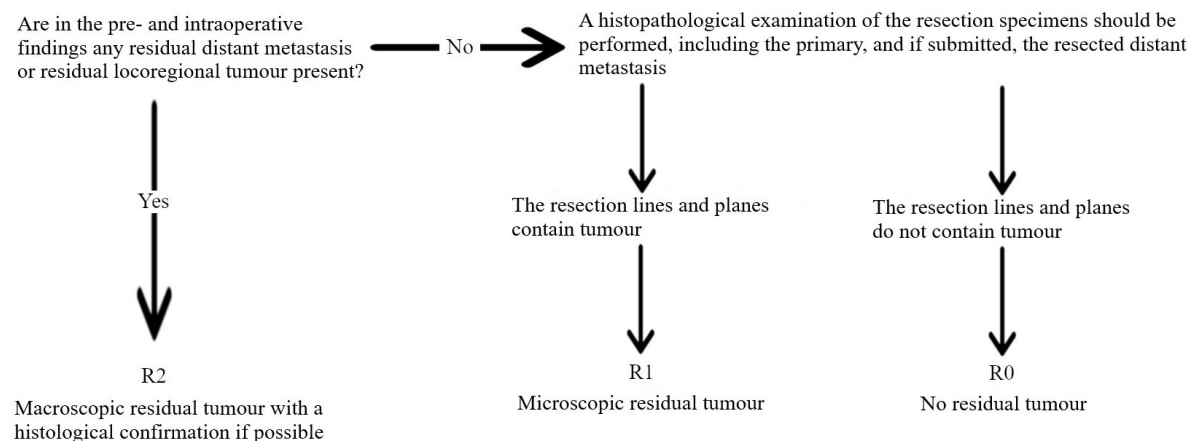 Are in the pre- and intraoperative
findings any residual distant metastasis
or residual locoregional tumour present?
No
A histopathological examination of the resection specimens should be
performed, including the primary, and if submitted, the resected distant
metastasis
Yes
The resection lines and planes
contain tumour
The resection lines and planes
do not contain tumour
R2
Macroscopic residual tumour with a
histological confirmation if possible
R1
Microscopic residual tumour
R0
No residual tumour